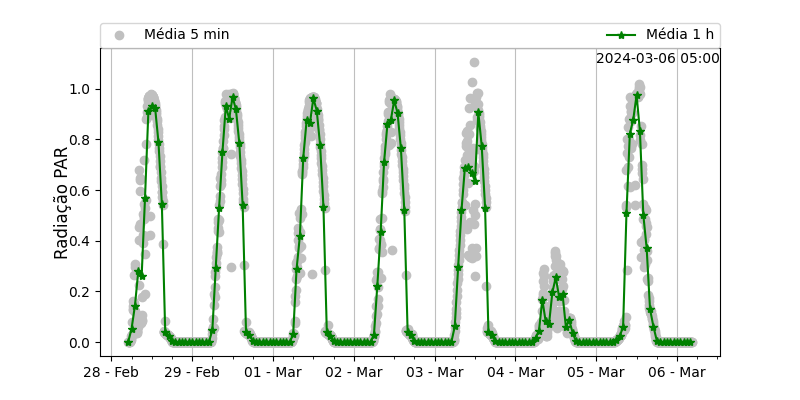 Média 5 min
Média 1 h
2024-03-06 05:00
Radiação PAR
1.0
0.8
0.6
0.4
0.2
0.0
28 - Feb
29 - Feb
01 - Mar
02 - Mar
03 - Mar
04 - Mar
05 - Mar
06 - Mar